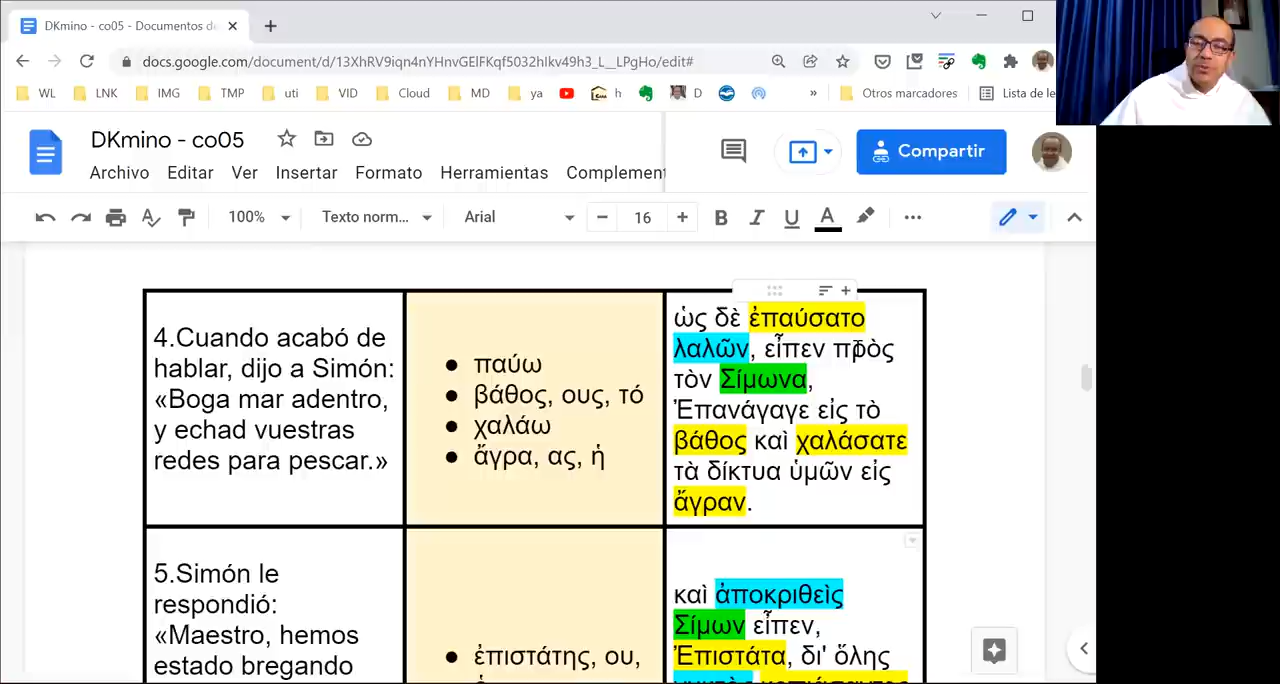 DKmino - co05 - Documentos de
docs.google.com/document/d/13XhRV9iqn4nYHnvGElFKqf5032hlkv49h3_L__LPgHo/edit#
WL LNK IMG TMP uti VID Cloud MD ya h D » Otros marcadores Lista de le
DKmino - co05
Archivo Editar Ver Insertar Formato Herramientas Complement
Compartir
100% Texto norm... Arial − 16 + B I U A
4.Cuando acabó de
hablar, dijo a Simón:
«Boga mar adentro,
y echad vuestras
redes para pescar.»
● παύω
● βάθος, ους, τό
● χαλάω
● ἄγρα, ας, ἡ
ὡς δὲ ἐπαύσατο
λαλῶν, εἶπεν πρὸς
τὸν Σίμωνα,
Ἐπανάγαγε εἰς τὸ
βάθος καὶ χαλάσατε
τὰ δίκτυα ὑμῶν εἰς
ἄγραν.
5.Simón le
respondió:
«Maestro, hemos
estado bregando
● ἐπιστάτης, ου,
καὶ ἀποκριθεὶς
Σίμων εἶπεν,
Ἐπιστάτα, δι' ὅλης